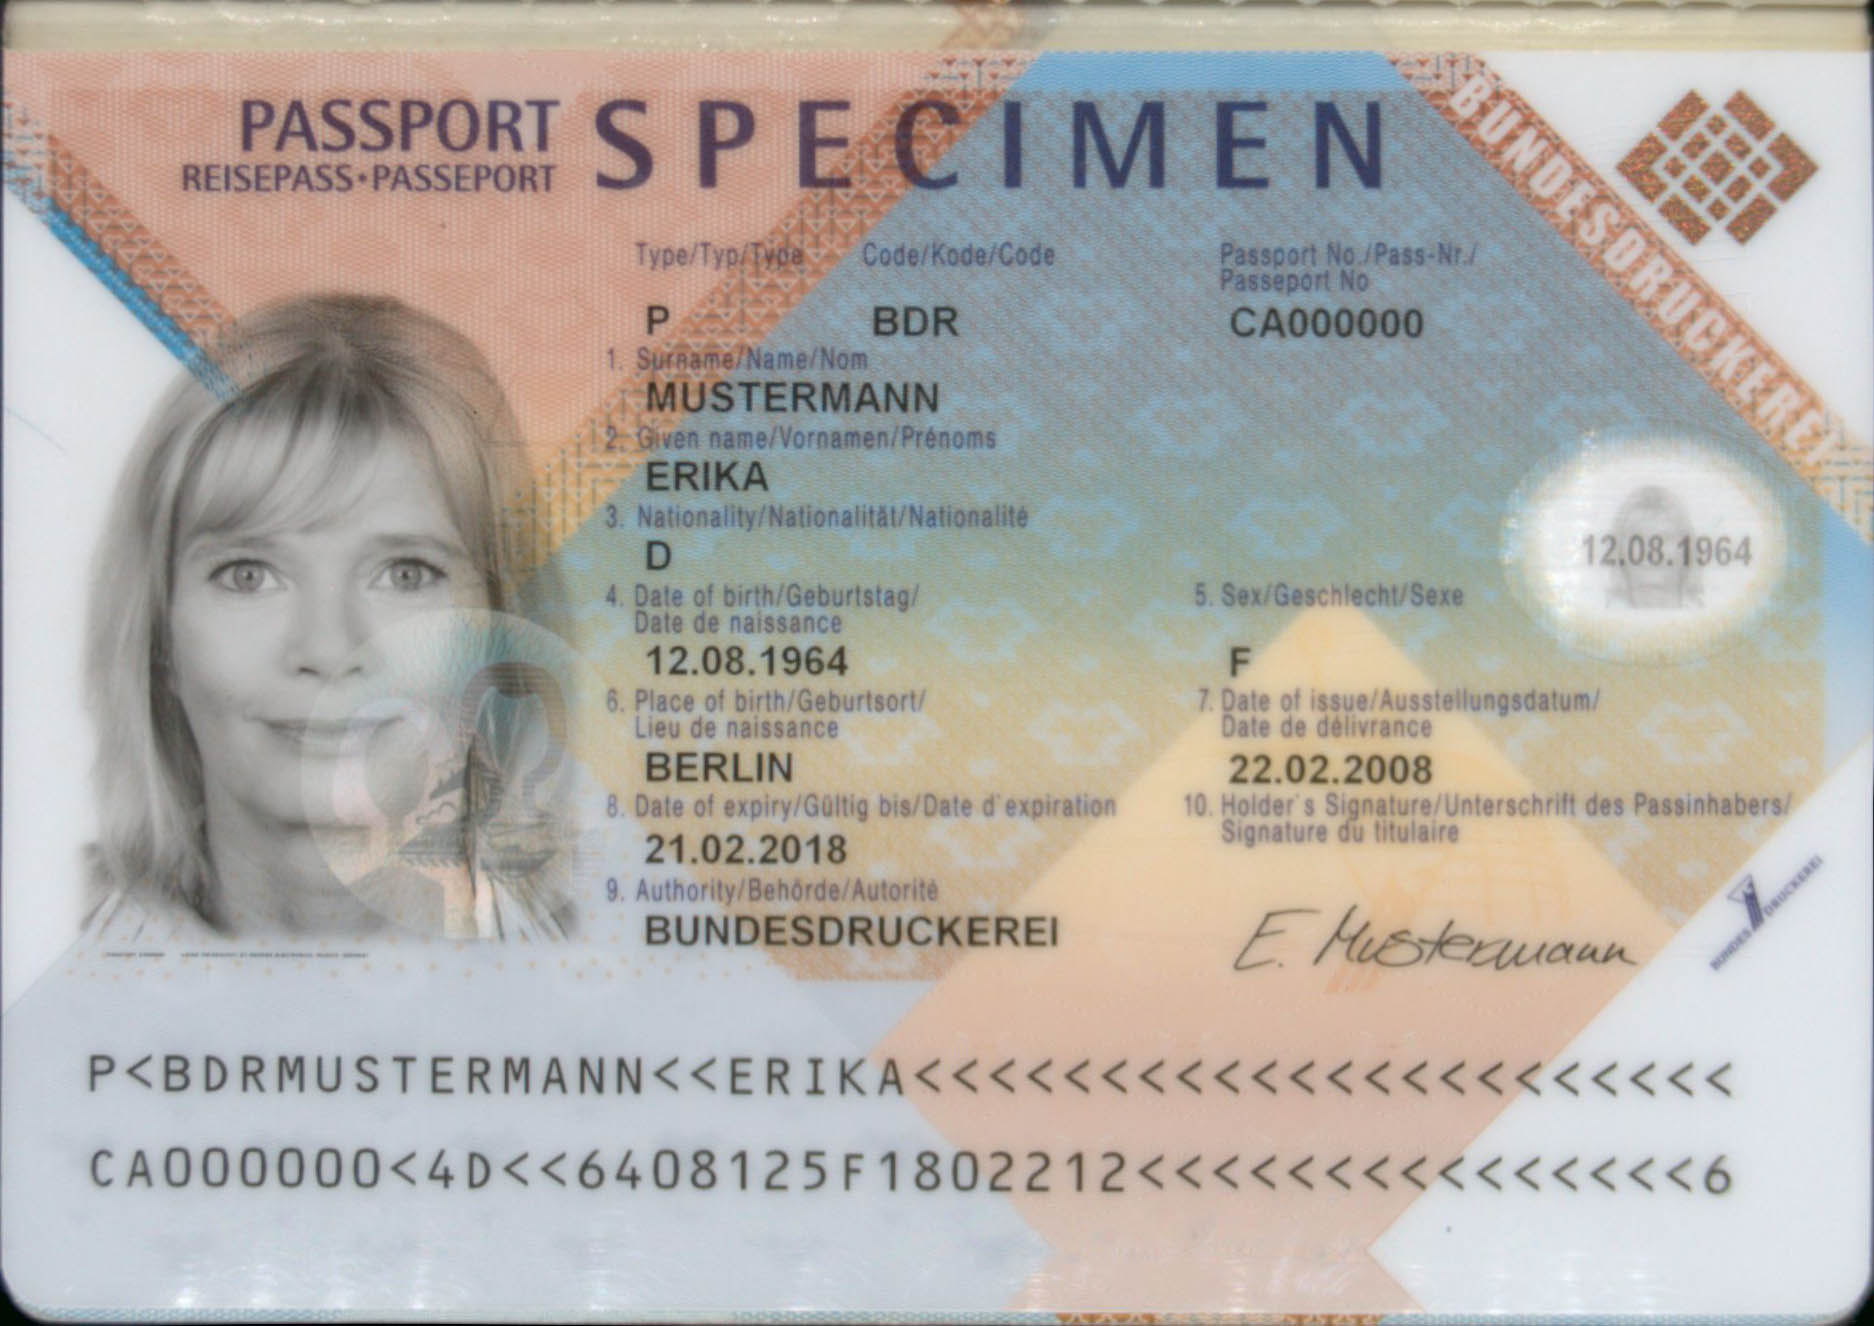 PASSPORT SPECIMEN
REISEPASS•PASSEPORT
BUNDESDRUCKEREI
Type/Typ/Type Code/Kode/Code Passport No./Pass-Nr./
Passeport No
P BDR CA000000
1. Surname/Name/Nom
MUSTERMANN
2. Given name/Vornamen/Prénoms
ERIKA
3. Nationality/Nationalität/Nationalité
D
12.08.1964
4. Date of birth/Geburtstag/ 5. Sex/Geschlecht/Sexe
Date de naissance
12.08.1964 F
6. Place of birth/Geburtsort/ 7. Date of issue/Ausstellungsdatum/
Lieu de naissance Date de délivrance
BERLIN 22.02.2008
8. Date of expiry/Gültig bis/Date d'expiration 10. Holder's Signature/Unterschrift des Passinhabers/
Signature du titulaire
21.02.2018
9. Authority/Behörde/Autorité
BUNDESDRUCKEREI
E. Mustermann
BUNDES DRUCKEREI
P<BDRMUSTERMANN<<ERIKA<<<<<<<<<<<<<<<<<<<<<<
CA000000<4D<<6408125F1802212<<<<<<<<<<<<<<<6